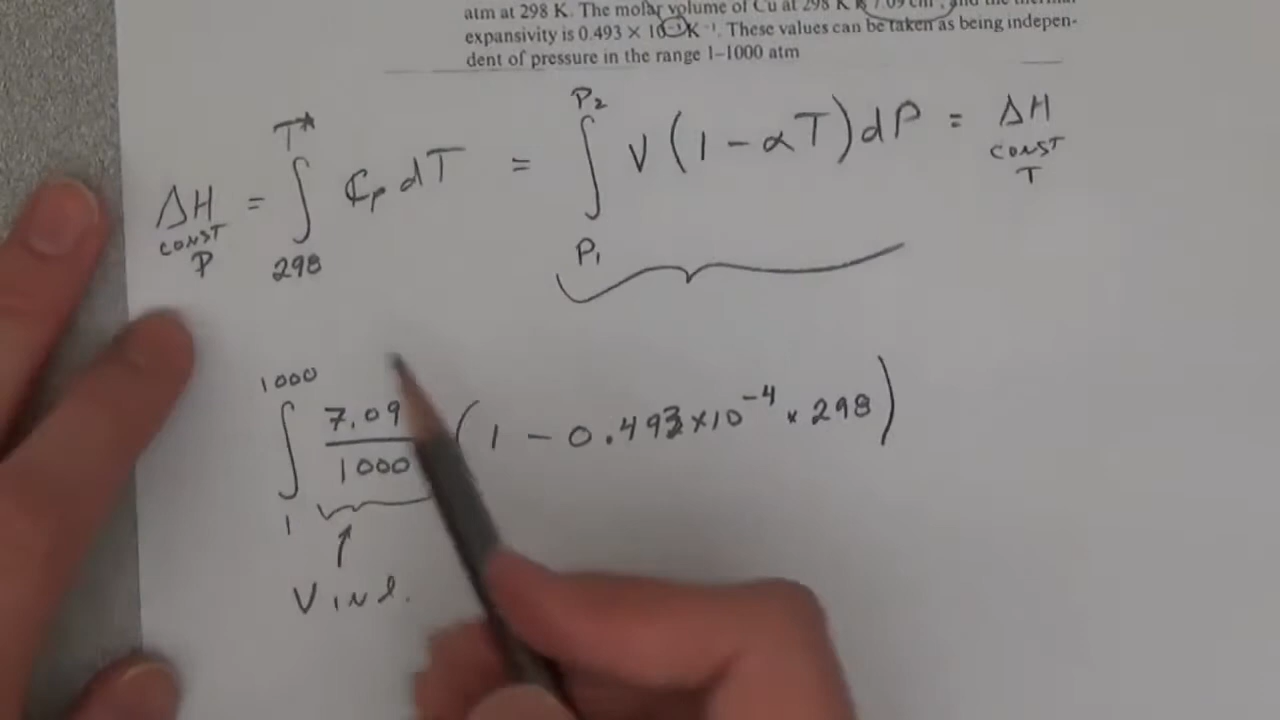 atm at 298 K. The molar volume of Cu at 298 K is 7.09 cm³, and the thermal
expansivity is 0.493 × 10 K⁻¹. These values can be taken as being indepen-
dent of pressure in the range 1–1000 atm
ΔH CONST P = ∫₂₉₈^T* Cₚ dT = ∫_P₁^P₂ V(1 - αT)dP = ΔH CONST T
∫₁^1000 7.09/1000 (1 - 0.493×10⁻⁴ × 298)
V in l.